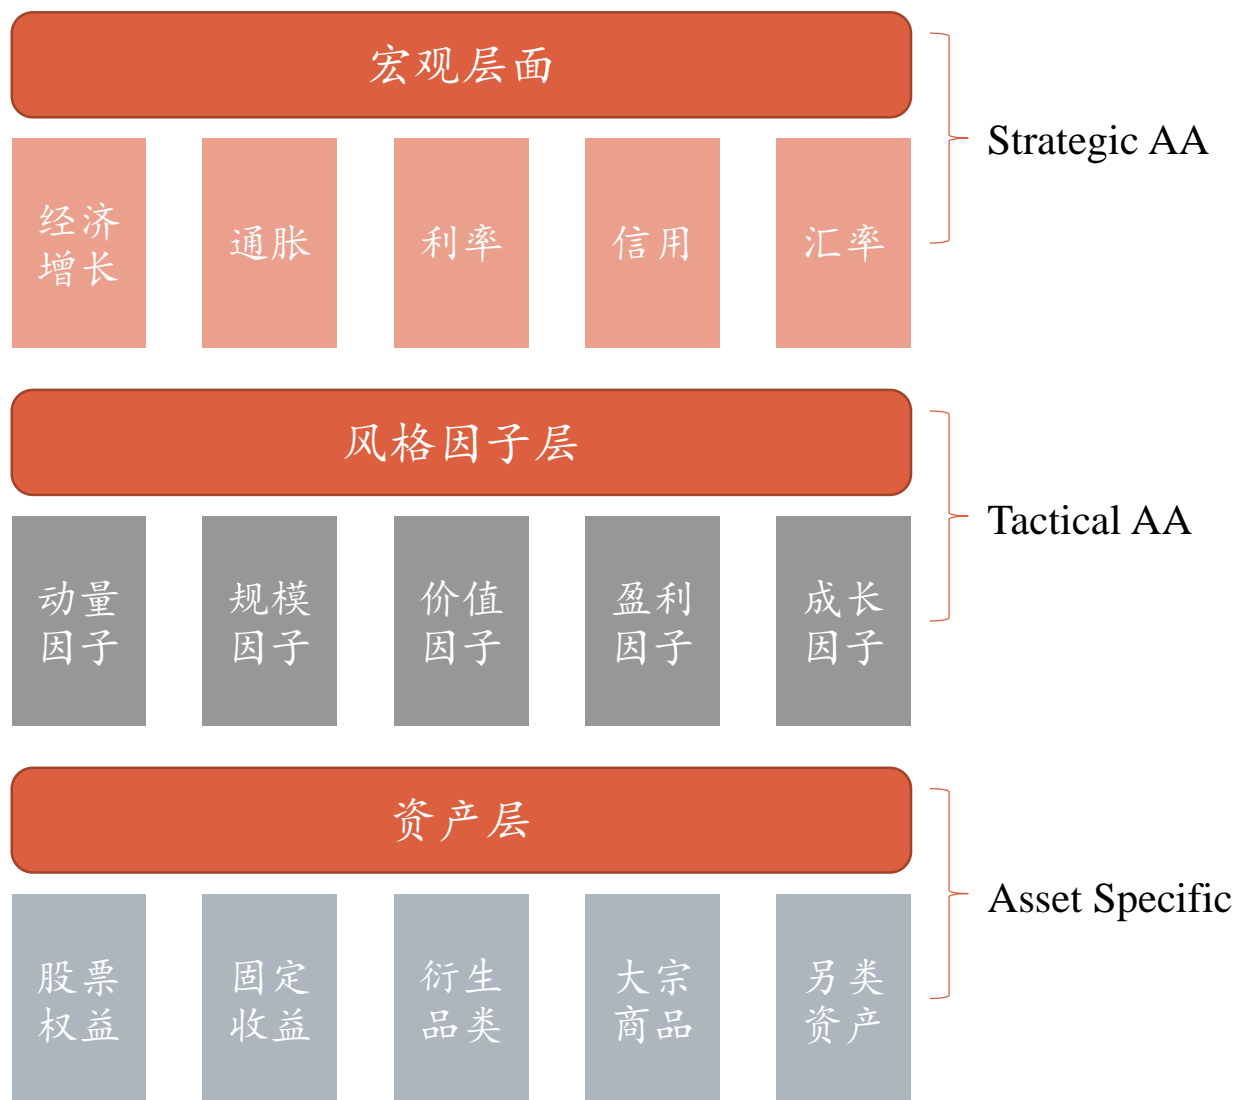 宏观层面
Strategic AA
经济
增长
通胀
利率
信用
汇率
风格因子层
Tactical AA
动量
因子
规模
因子
价值
因子
盈利
因子
成长
因子
资产层
Asset Specific
股票
权益
固定
收益
衍生
品类
大宗
商品
另类
资产